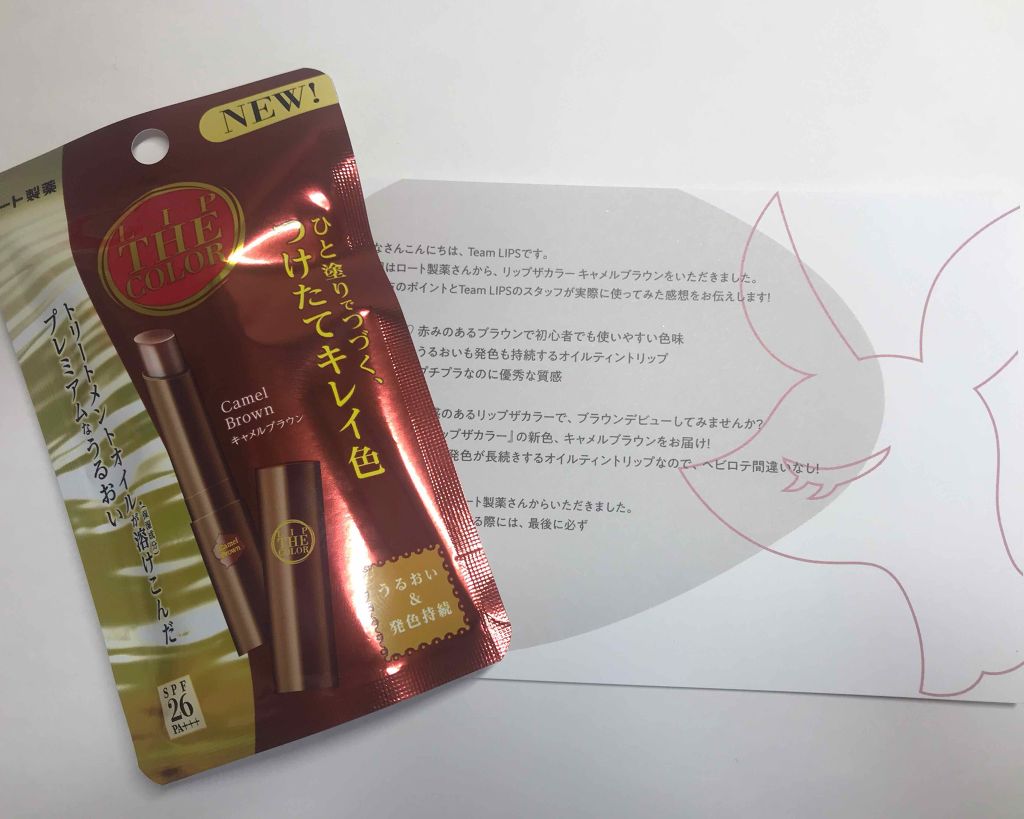 NEW!
ート製薬
LIP
THE
COLOR
ひと塗りでつづく、
つけたてキレイ色
トリートメントオイルが溶けこんだ
プレミアムなうるおい
Camel
Brown
キャメルブラウン
Camel
Brown
LIP
THE
COLOR
うるおい
&
発色持続
SPF
26
PA+++
なさんこんにちは、Team LIPSです。
はロート製薬さんから、リップザカラー キャメルブラウンをいただきました。
のポイントとTeam LIPSのスタッフが実際に使ってみた感想をお伝えします!
♡ 赤みのあるブラウンで初心者でも使いやすい色味
うるおいも発色も持続するオイルティントリップ
プチプラなのに優秀な質感
のあるリップザカラーで、ブラウンデビューしてみませんか?
ップザカラー』の新色、キャメルブラウンをお届け!
発色が長続きするオイルティントリップなので、ヘビロテ間違いなし!
ート製薬さんからいただきました。
る際には、最後に必ず